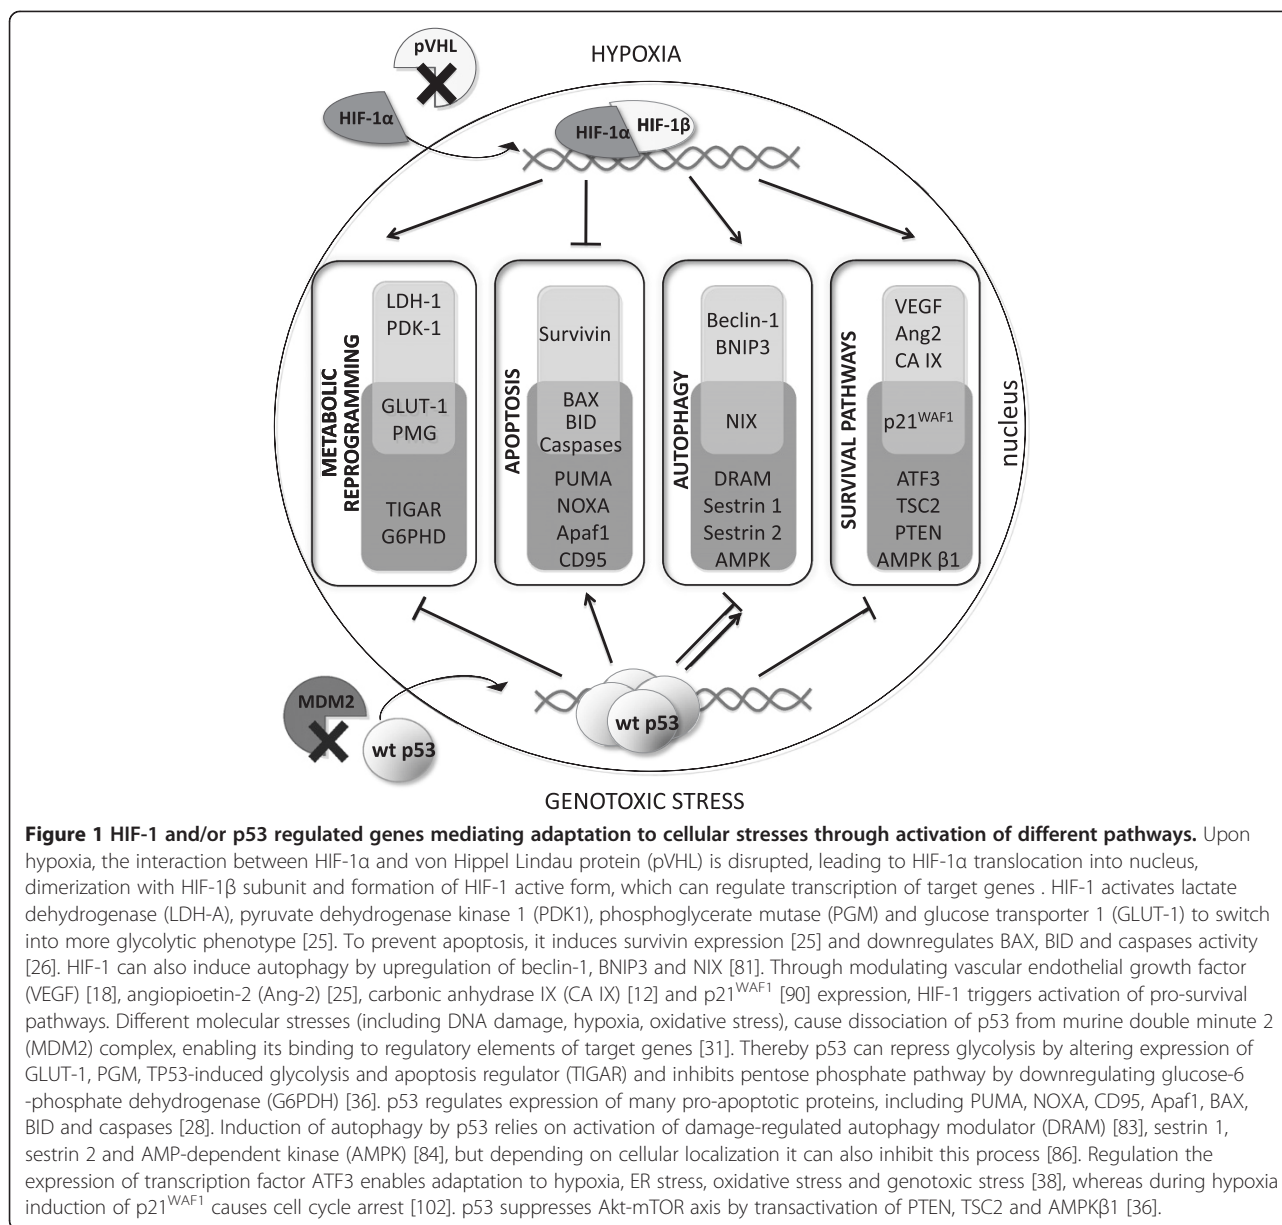 pVHL
HYPOXIA
HIF-1α
HIF-1α
HIF-1β
METABOLIC
REPROGRAMMING
LDH-1
PDK-1
GLUT-1
PMG
TIGAR
G6PHD
APOPTOSIS
Survivin
BAX
BID
Caspases
PUMA
NOXA
Apaf1
CD95
AUTOPHAGY
Beclin-1
BNIP3
NIX
DRAM
Sestrin 1
Sestrin 2
AMPK
SURVIVAL PATHWAYS
VEGF
Ang2
CA IX
p21WAF1
ATF3
TSC2
PTEN
AMPK β1
nucleus
MDM2
wt p53
wt p53
GENOTOXIC STRESS
Figure 1 HIF-1 and/or p53 regulated genes mediating adaptation to cellular stresses through activation of different pathways. Upon
hypoxia, the interaction between HIF-1α and von Hippel Lindau protein (pVHL) is disrupted, leading to HIF-1α translocation into nucleus,
dimerization with HIF-1β subunit and formation of HIF-1 active form, which can regulate transcription of target genes . HIF-1 activates lactate
dehydrogenase (LDH-A), pyruvate dehydrogenase kinase 1 (PDK1), phosphoglycerate mutase (PGM) and glucose transporter 1 (GLUT-1) to switch
into more glycolytic phenotype [25]. To prevent apoptosis, it induces survivin expression [25] and downregulates BAX, BID and caspases activity
[26]. HIF-1 can also induce autophagy by upregulation of beclin-1, BNIP3 and NIX [81]. Through modulating vascular endothelial growth factor
(VEGF) [18], angiopioetin-2 (Ang-2) [25], carbonic anhydrase IX (CA IX) [12] and p21WAF1 [90] expression, HIF-1 triggers activation of pro-survival
pathways. Different molecular stresses (including DNA damage, hypoxia, oxidative stress), cause dissociation of p53 from murine double minute 2
(MDM2) complex, enabling its binding to regulatory elements of target genes [31]. Thereby p53 can repress glycolysis by altering expression of
GLUT-1, PGM, TP53-induced glycolysis and apoptosis regulator (TIGAR) and inhibits pentose phosphate pathway by downregulating glucose-6
-phosphate dehydrogenase (G6PDH) [36]. p53 regulates expression of many pro-apoptotic proteins, including PUMA, NOXA, CD95, Apaf1, BAX,
BID and caspases [28]. Induction of autophagy by p53 relies on activation of damage-regulated autophagy modulator (DRAM) [83], sestrin 1,
sestrin 2 and AMP-dependent kinase (AMPK) [84], but depending on cellular localization it can also inhibit this process [86]. Regulation the
expression of transcription factor ATF3 enables adaptation to hypoxia, ER stress, oxidative stress and genotoxic stress [38], whereas during hypoxia
induction of p21WAF1 causes cell cycle arrest [102]. p53 suppresses Akt-mTOR axis by transactivation of PTEN, TSC2 and AMPKβ1 [36].